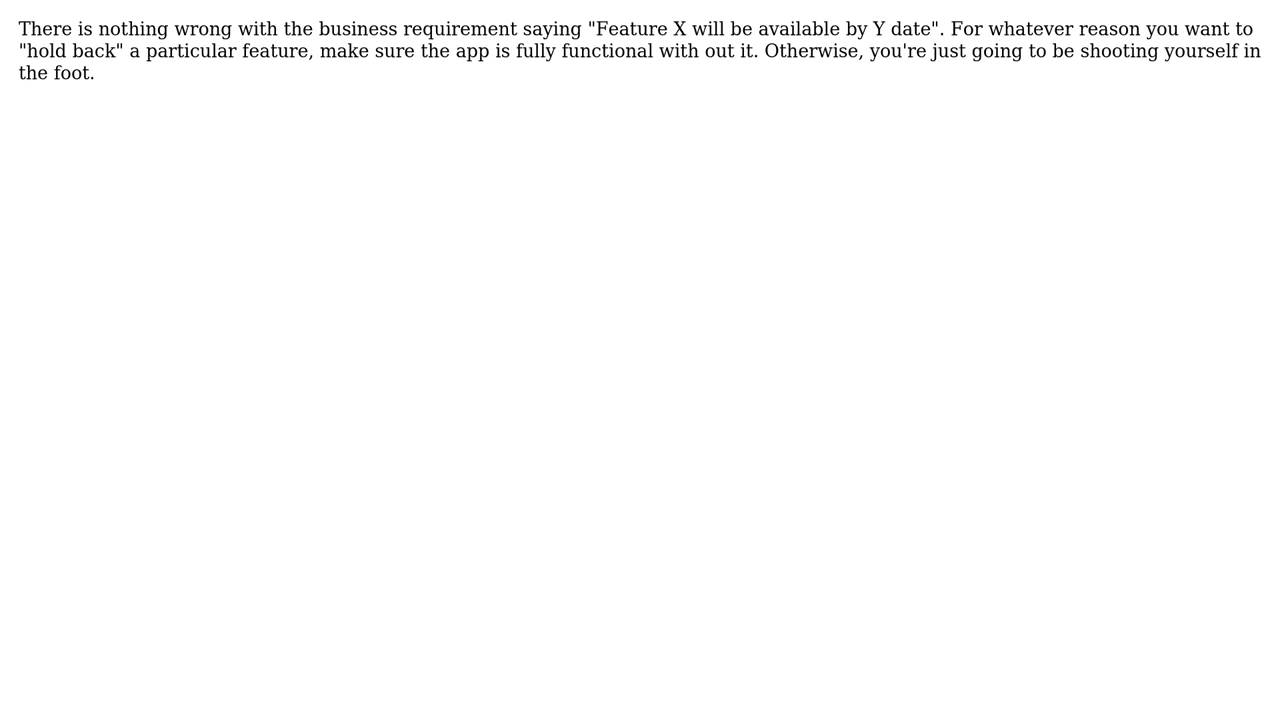 There is nothing wrong with the business requirement saying "Feature X will be available by Y date". For whatever reason you want to
"hold back" a particular feature, make sure the app is fully functional with out it. Otherwise, you're just going to be shooting yourself in
the foot.